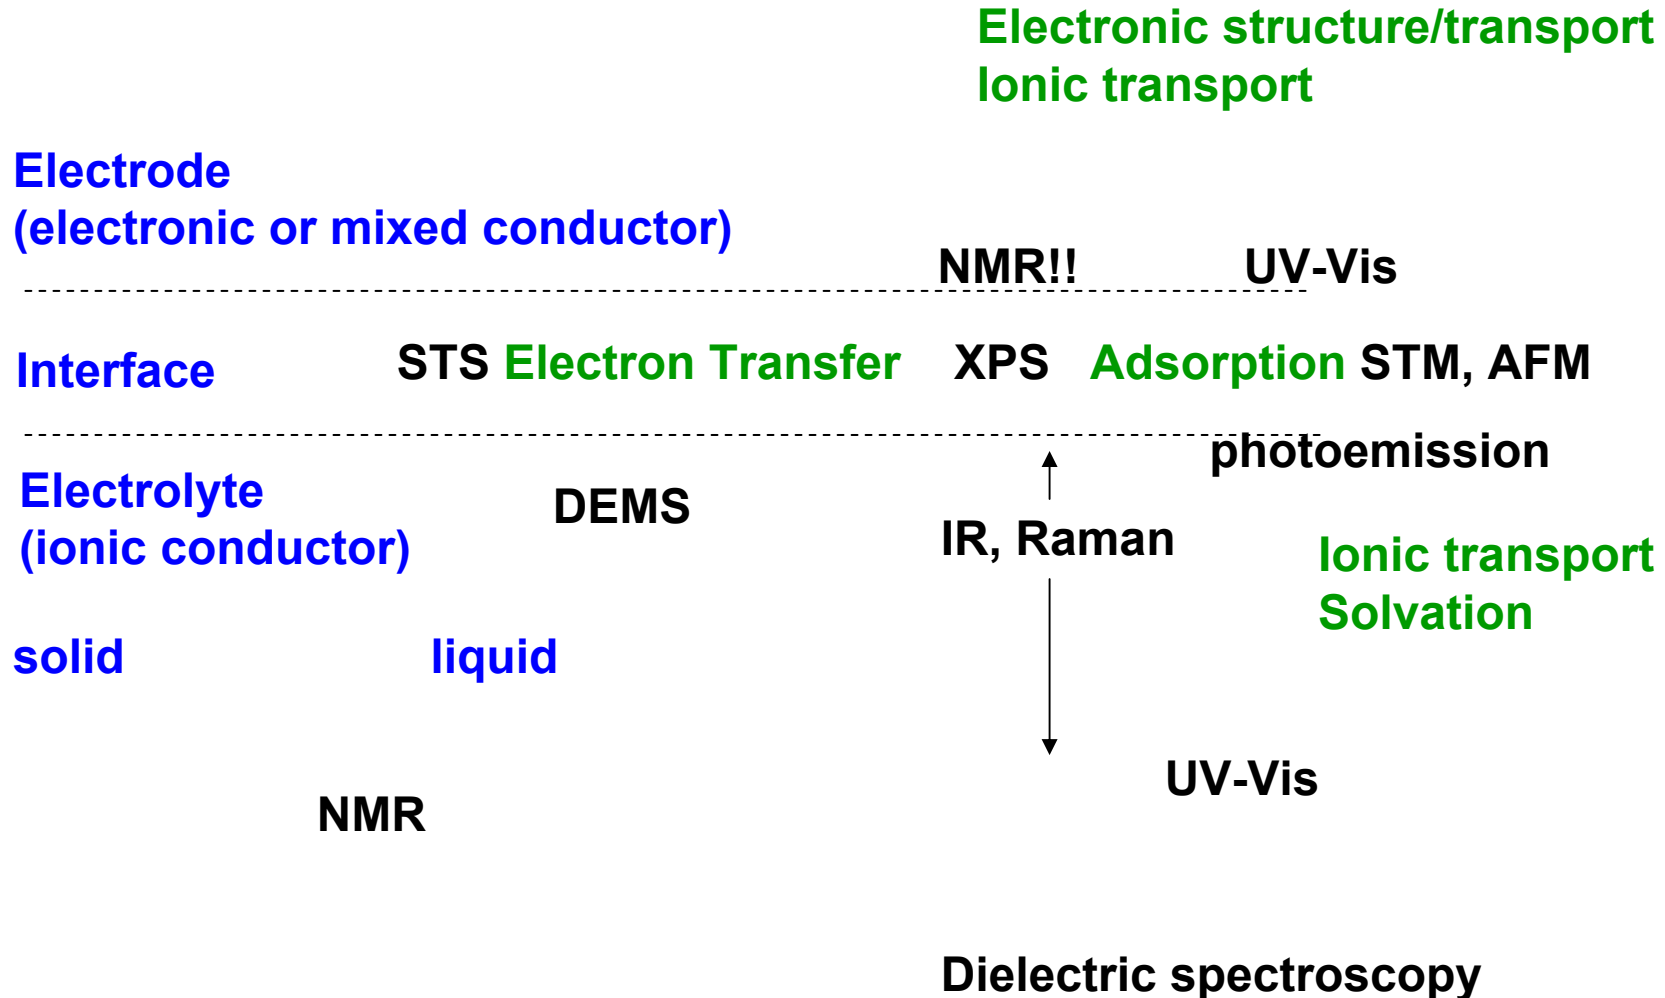 Electronic structure/transport
Ionic transport
Electrode
(electronic or mixed conductor)
NMR!! UV-Vis
Interface STS Electron Transfer XPS Adsorption STM, AFM
photoemission
Electrolyte
(ionic conductor)
DEMS
IR, Raman
Ionic transport
Solvation
solid liquid
UV-Vis
NMR
Dielectric spectroscopy